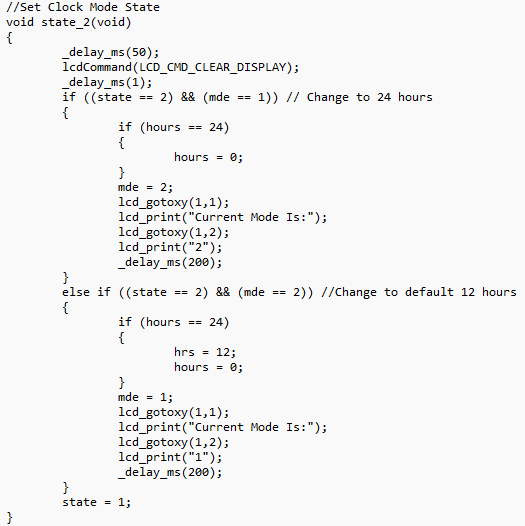 //Set Clock Mode State
void state_2(void)
{
        _delay_ms(50);
        lcdCommand(LCD_CMD_CLEAR_DISPLAY);
        _delay_ms(1);
        if ((state == 2) && (mde == 1)) // Change to 24 hours
        {
                if (hours == 24)
                {
                        hours = 0;
                }
                mde = 2;
                lcd_gotoxy(1,1);
                lcd_print("Current Mode Is:");
                lcd_gotoxy(1,2);
                lcd_print("2");
                _delay_ms(200);
        }
        else if ((state == 2) && (mde == 2)) //Change to default 12 hours
        {
                if (hours == 24)
                {
                        hrs = 12;
                        hours = 0;
                }
                mde = 1;
                lcd_gotoxy(1,1);
                lcd_print("Current Mode Is:");
                lcd_gotoxy(1,2);
                lcd_print("1");
                _delay_ms(200);
        }
        state = 1;
}